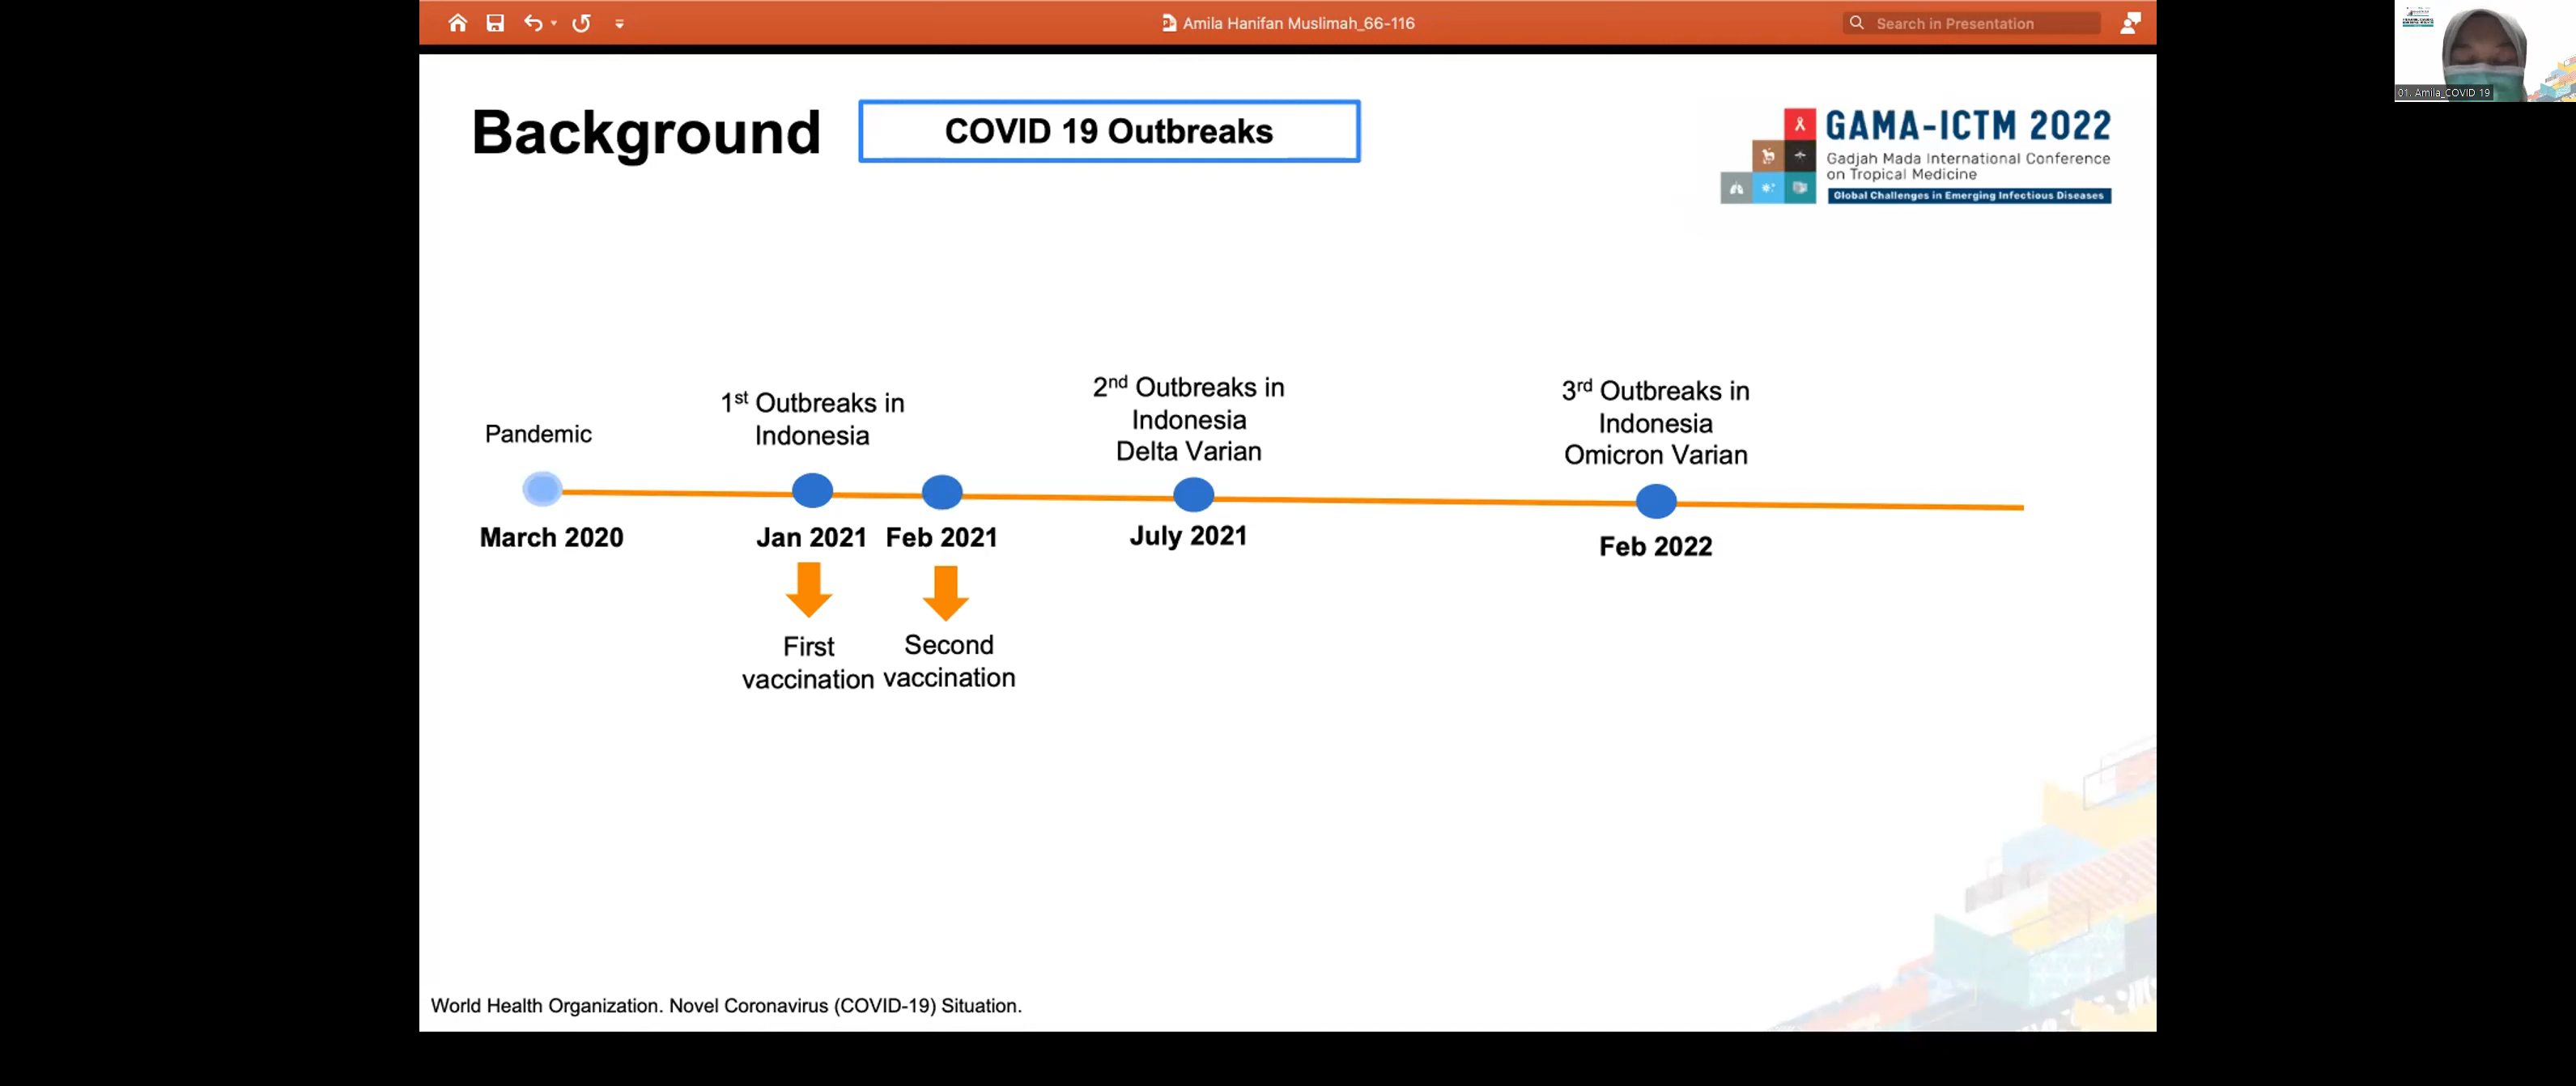 Amila Hanifan Muslimah_66-116
Search in Presentation
01. Amila_COVID 19
Background
COVID 19 Outbreaks
GAMA-ICTM 2022
Gadjah Mada International Conference
on Tropical Medicine
Global Challenges in Emerging Infectious Diseases
Pandemic
March 2020
1st Outbreaks in
Indonesia
Jan 2021
First
vaccination
Feb 2021
Second
vaccination
2nd Outbreaks in
Indonesia
Delta Varian
July 2021
3rd Outbreaks in
Indonesia
Omicron Varian
Feb 2022
World Health Organization. Novel Coronavirus (COVID-19) Situation.